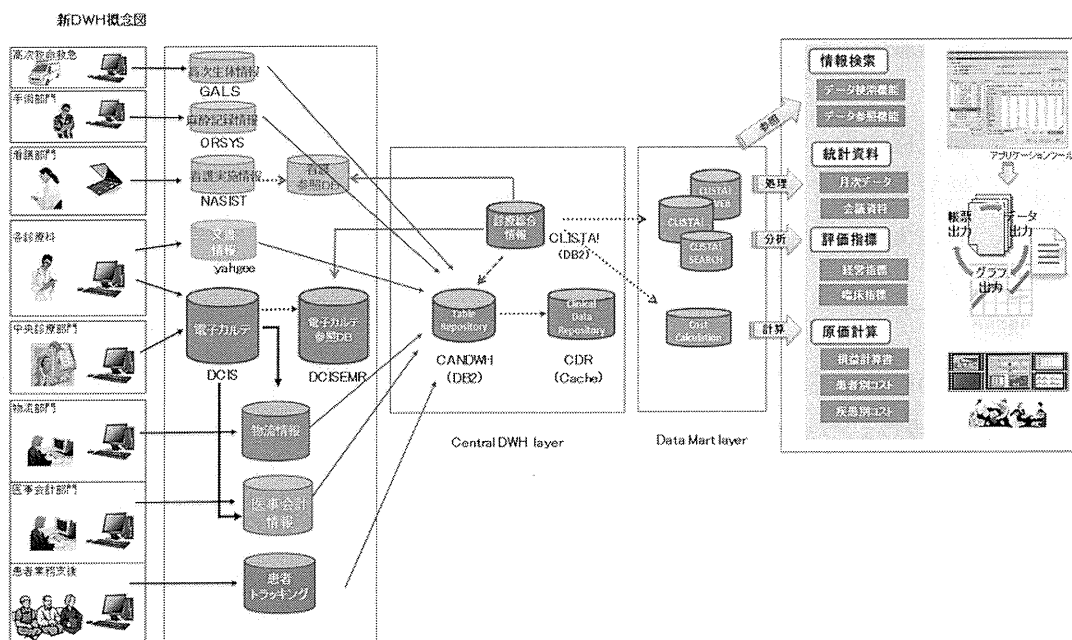 新DWH概念図
高次救命救急
手術部門
看護部門
各診療科
中央診療部門
物流部門
医事会計部門
患者業務支援
高次生体情報
GALS
麻酔記録情報
ORSYS
看護実施情報
NASIST
看護
参照DB
文書
情報
yahgee
電子カルテ
DCIS
電子カルテ
参照DB
DCISEMR
物流情報
医事会計
情報
患者
トラッキング
診療統合
情報
CLISTA!
(DB2)
Table
Repository
CANDWH
(DB2)
Clinical
Data
Repository
CDR
(Cache)
Central DWH layer
CLISTA!
CLISTA!
CLISTA!
SEARCH
Cost
Calculation
Data Mart layer
参照
処理
分析
計算
情報検索
データ検索機能
データ参照機能
統計資料
月次データ
会議資料
評価指標
経営指標
臨床指標
原価計算
損益計算書
患者別コスト
疾患別コスト
アプリケーションツール
帳票
出力
データ
出力
グラフ
出力